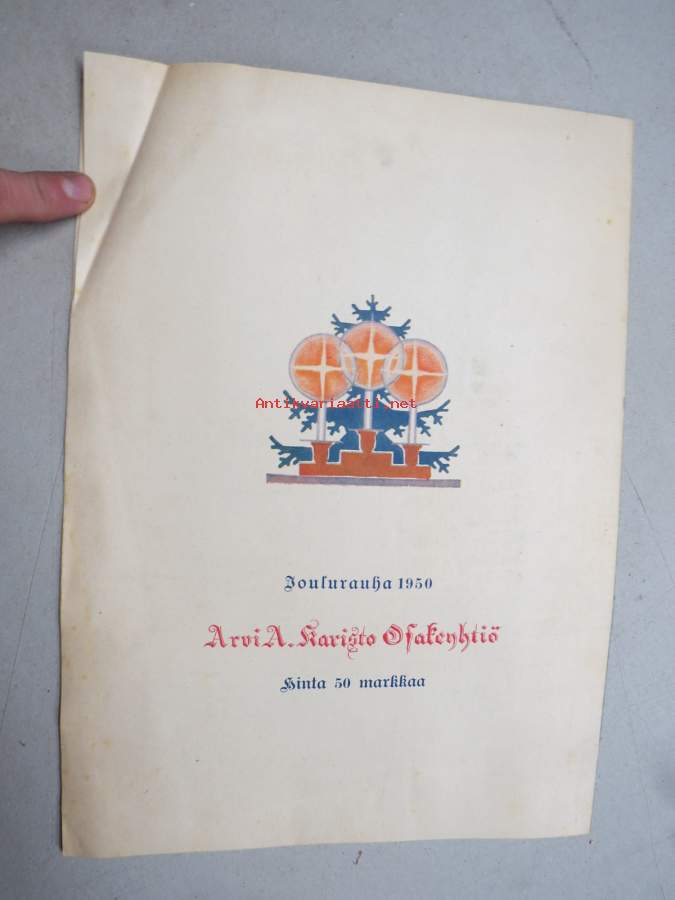 Antikvariaatti.net
Joulurauha 1950
Arvi A. Karisto Osakeyhtiö
Hinta 50 markkaa